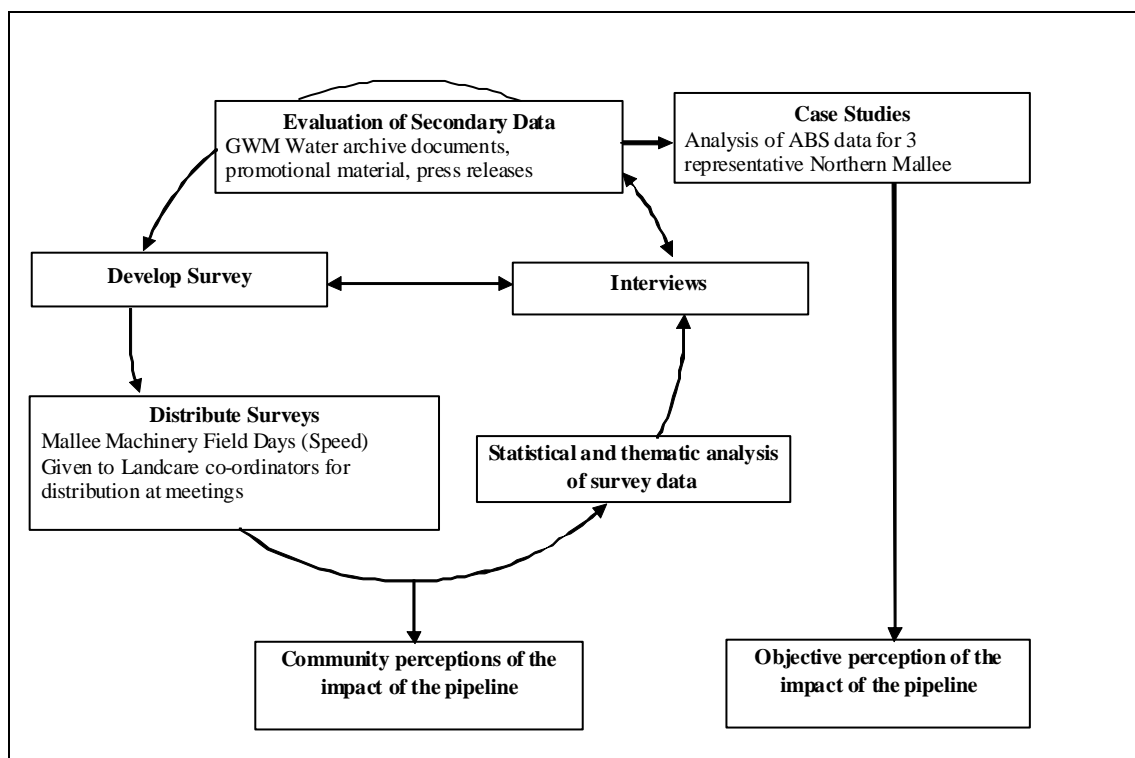 Evaluation of Secondary Data
GWM Water archive documents,
promotional material, press releases
Case Studies
Analysis of ABS data for 3
representative Northern Mallee
Develop Survey
Interviews
Distribute Surveys
Mallee Machinery Field Days (Speed)
Given to Landcare co-ordinators for
distribution at meetings
Statistical and thematic analysis
of survey data
Community perceptions of the
impact of the pipeline
Objective perception of the
impact of the pipeline